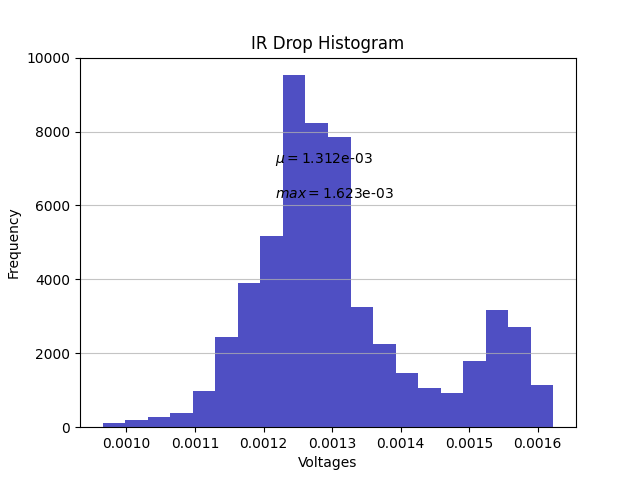 IR Drop Histogram
10000
8000
6000
4000
2000
0
Frequency
μ = 1.312e-03
max = 1.623e-03
0.0010 0.0011 0.0012 0.0013 0.0014 0.0015 0.0016
Voltages